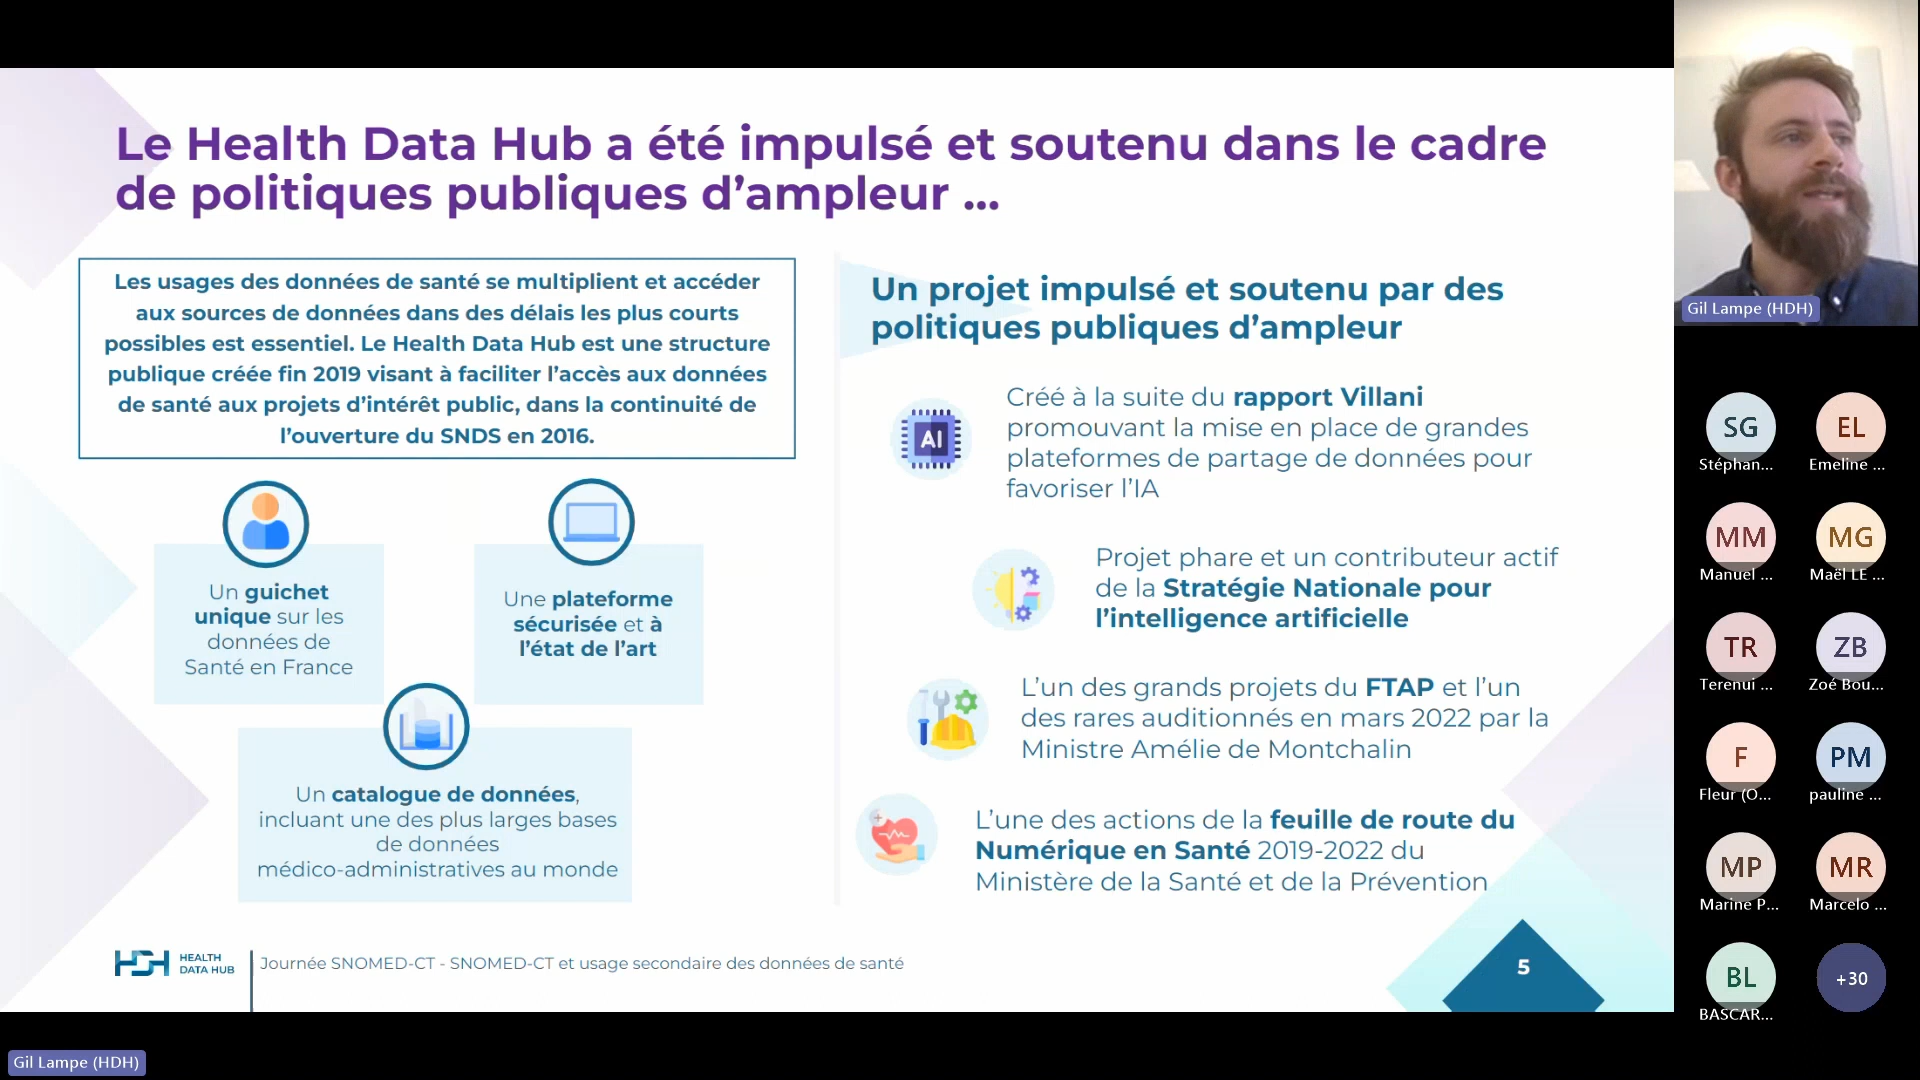 Le Health Data Hub a été impulsé et soutenu dans le cadre
de politiques publiques d’ampleur ...
Les usages des données de santé se multiplient et accéder
aux sources de données dans des délais les plus courts
possibles est essentiel. Le Health Data Hub est une structure
publique créée fin 2019 visant à faciliter l’accès aux données
de santé aux projets d’intérêt public, dans la continuité de
l’ouverture du SNDS en 2016.
Un guichet
unique sur les
données de
Santé en France
Une plateforme
sécurisée et à
l’état de l’art
Un catalogue de données,
incluant une des plus larges bases
de données
médico-administratives au monde
Un projet impulsé et soutenu par des
politiques publiques d’ampleur
AI
Créé à la suite du rapport Villani
promouvant la mise en place de grandes
plateformes de partage de données pour
favoriser l’IA
Projet phare et un contributeur actif
de la Stratégie Nationale pour
l’intelligence artificielle
L’un des grands projets du FTAP et l’un
des rares auditionnés en mars 2022 par la
Ministre Amélie de Montchalin
L’une des actions de la feuille de route du
Numérique en Santé 2019-2022 du
Ministère de la Santé et de la Prévention
HDH
HEALTH
DATA HUB
Journée SNOMED-CT - SNOMED-CT et usage secondaire des données de santé
5
Gil Lampe (HDH)
SG
Stéphan...
EL
Emeline ...
MM
Manuel ...
MG
Maël LE ...
TR
Terenui ...
ZB
Zoé Bou...
F
Fleur (O...
PM
pauline ...
MP
Marine P...
MR
Marcelo ...
BL
BASCAR...
+30
Gil Lampe (HDH)